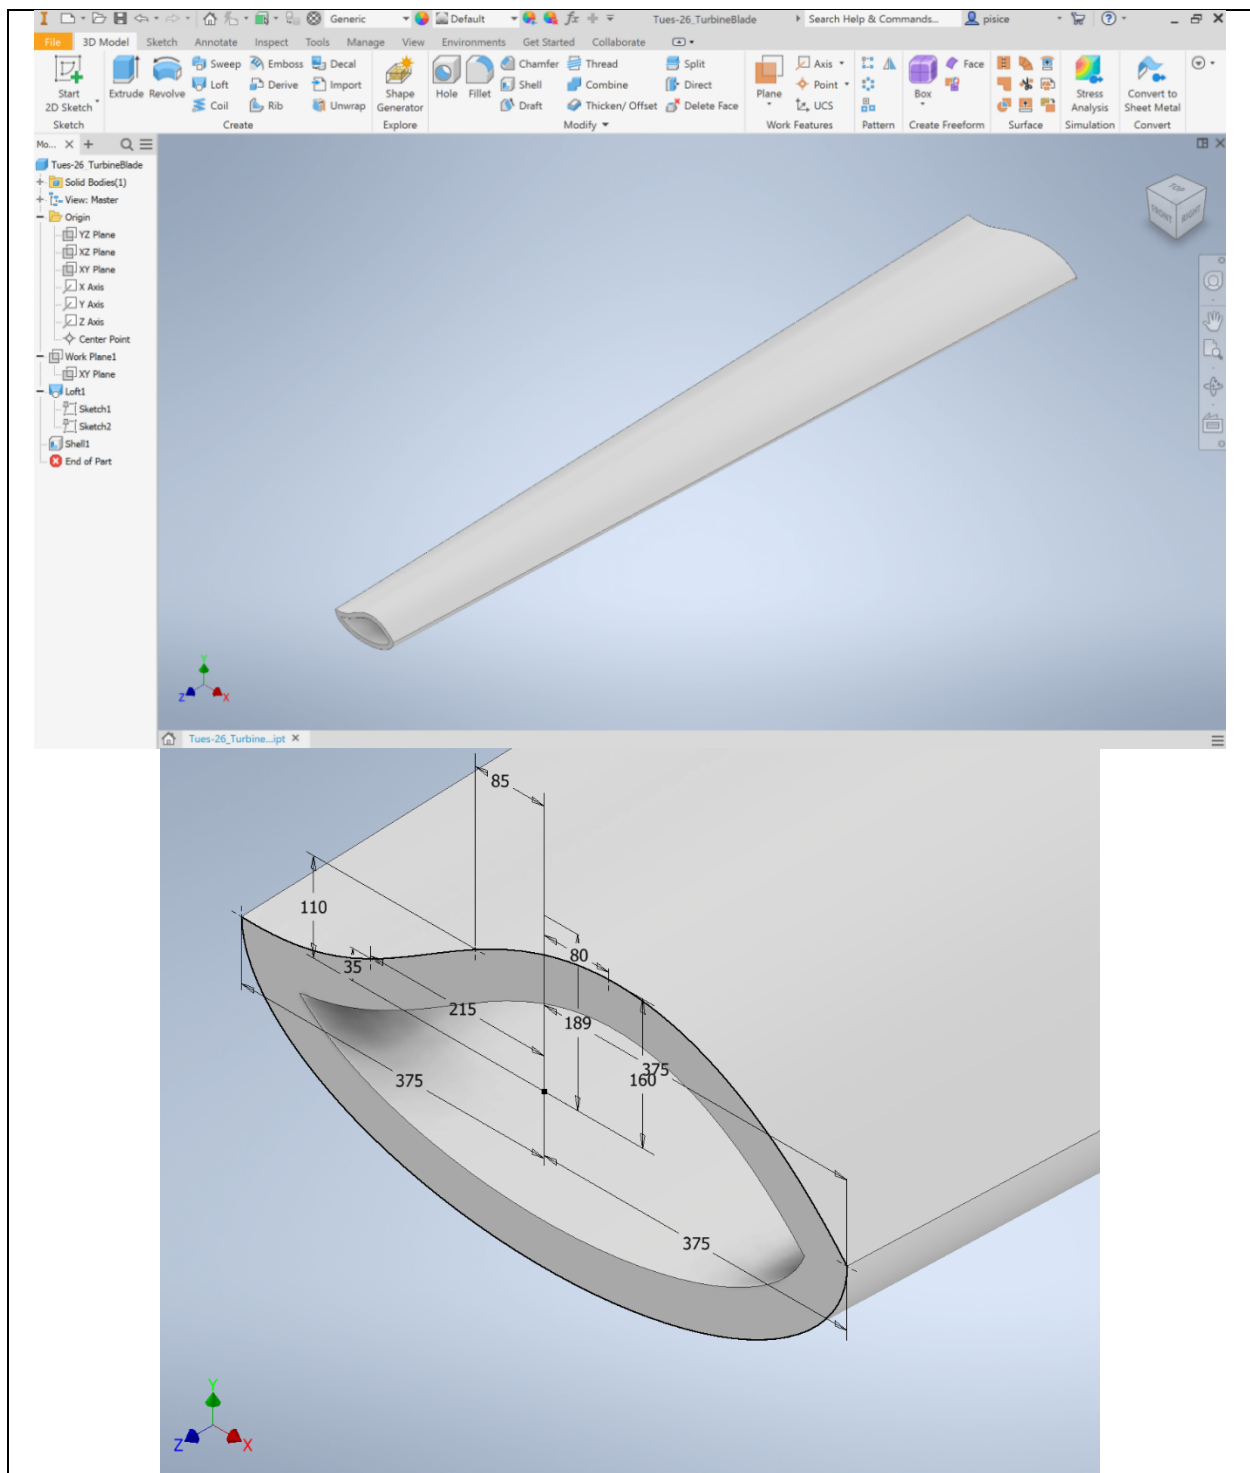 Generic Default fx Tues-26_TurbineBlade Search Help & Commands... pisice
File 3D Model Sketch Annotate Inspect Tools Manage View Environments Get Started Collaborate
Start 2D Sketch
Extrude Revolve
Sweep Emboss Decal
Loft Derive Import
Coil Rib Unwrap
Shape Generator
Hole Fillet
Chamfer Thread
Shell Combine
Draft Thicken/ Offset
Split
Direct
Delete Face
Plane
Axis
Point
UCS
Box
Face
Stress Analysis
Convert to Sheet Metal
Sketch Create Explore Modify Work Features Pattern Create Freeform Surface Simulation Convert
Mo...
Tues-26_TurbineBlade
Solid Bodies(1)
View: Master
Origin
YZ Plane
XZ Plane
XY Plane
X Axis
Y Axis
Z Axis
Center Point
Work Plane1
XY Plane
Loft1
Sketch1
Sketch2
Shell1
End of Part
TOP
FRONT RIGHT
Y
Z X
Tues-26_Turbine...ipt
85
110
80
35
215
189
375
160
375
375
Y
Z X